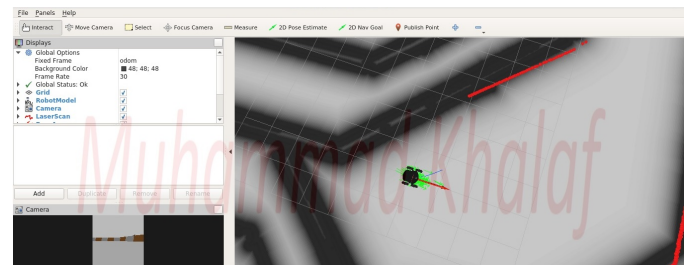 File Panels Help
Interact Move Camera Select Focus Camera Measure 2D Pose Estimate 2D Nav Goal Publish Point
Displays
Global Options
Fixed Frame odom
Background Color 48; 48; 48
Frame Rate 30
Global Status: Ok
Grid
RobotModel
Camera
LaserScan
Muhammad Khalaf
Add Duplicate Remove Rename
Camera